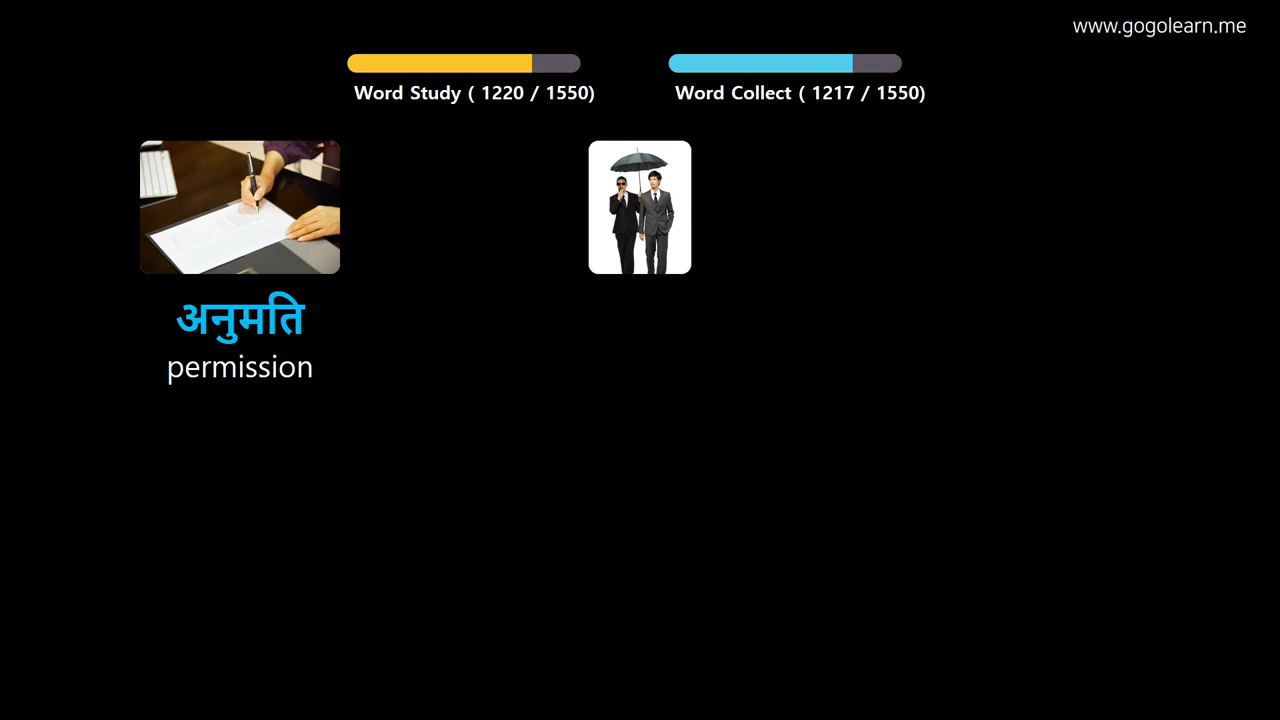 www.gogolearn.me
Word Study ( 1220 / 1550)
Word Collect ( 1217 / 1550)
अनुमति
permission